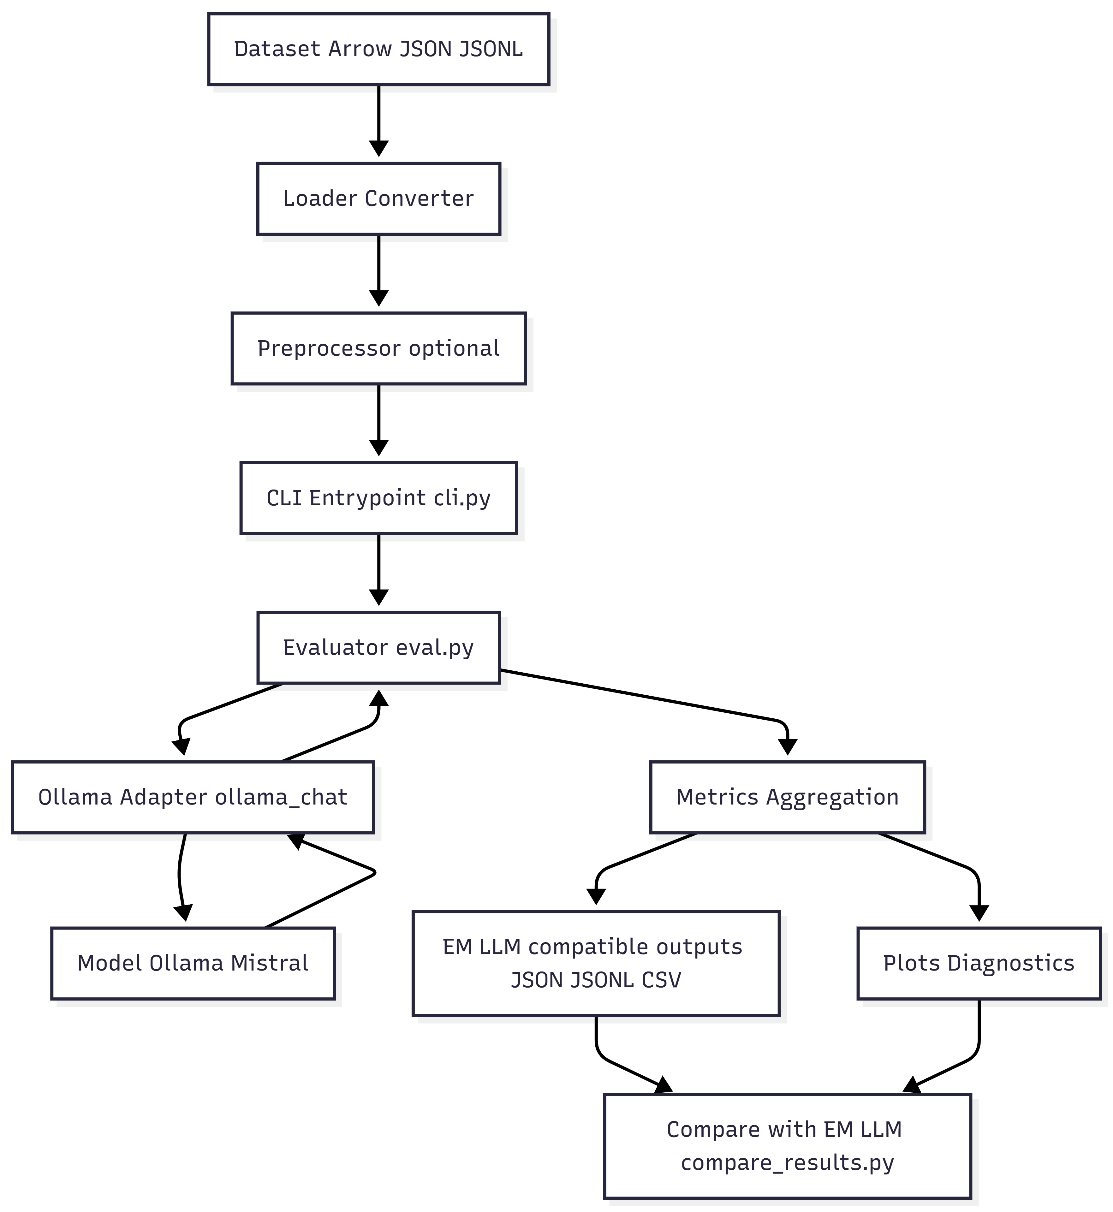 Dataset Arrow JSON JSONL
Loader Converter
Preprocessor optional
CLI Entrypoint cli.py
Evaluator eval.py
Ollama Adapter ollama_chat
Metrics Aggregation
Model Ollama Mistral
EM LLM compatible outputs
JSON JSONL CSV
Plots Diagnostics
Compare with EM LLM
compare_results.py